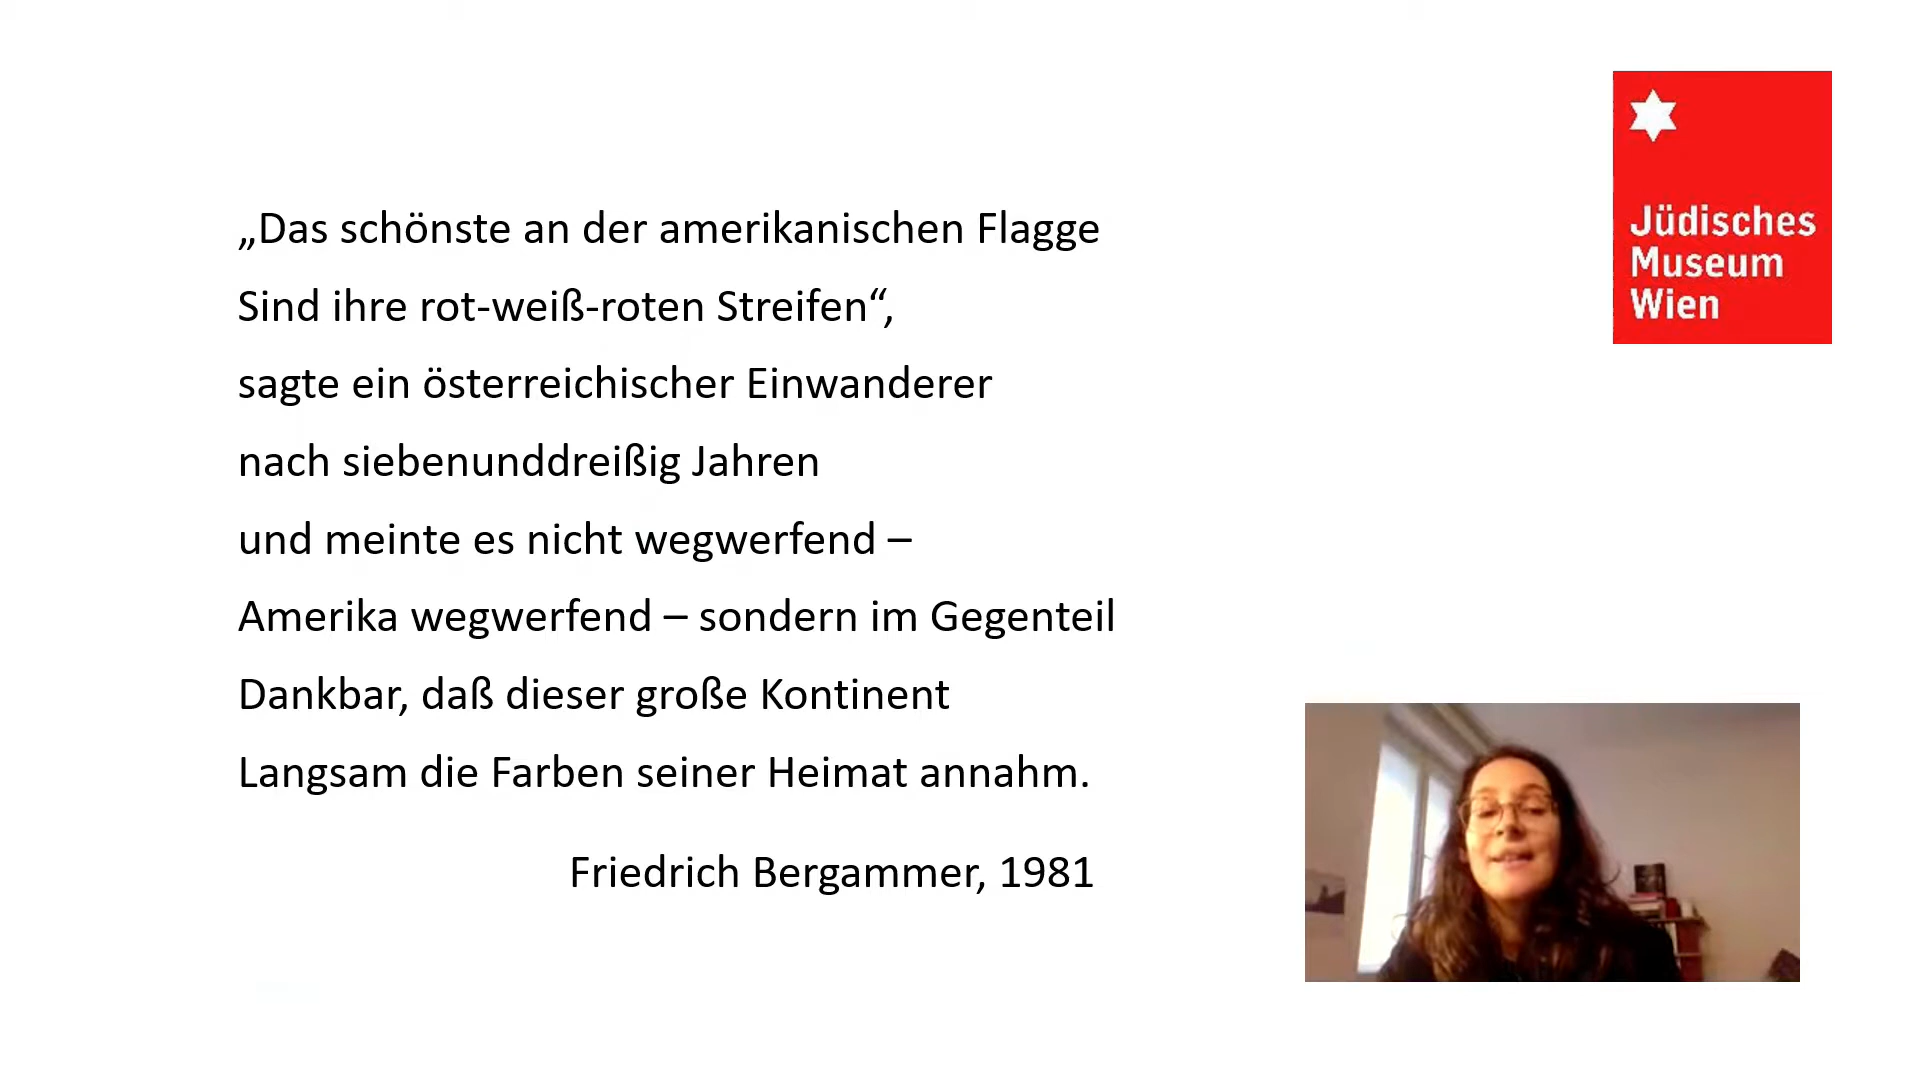 „Das schönste an der amerikanischen Flagge
Sind ihre rot-weiß-roten Streifen“,
sagte ein österreichischer Einwanderer
nach siebenunddreißig Jahren
und meinte es nicht wegwerfend –
Amerika wegwerfend – sondern im Gegenteil
Dankbar, daß dieser große Kontinent
Langsam die Farben seiner Heimat annahm.
Friedrich Bergammer, 1981
Jüdisches
Museum
Wien